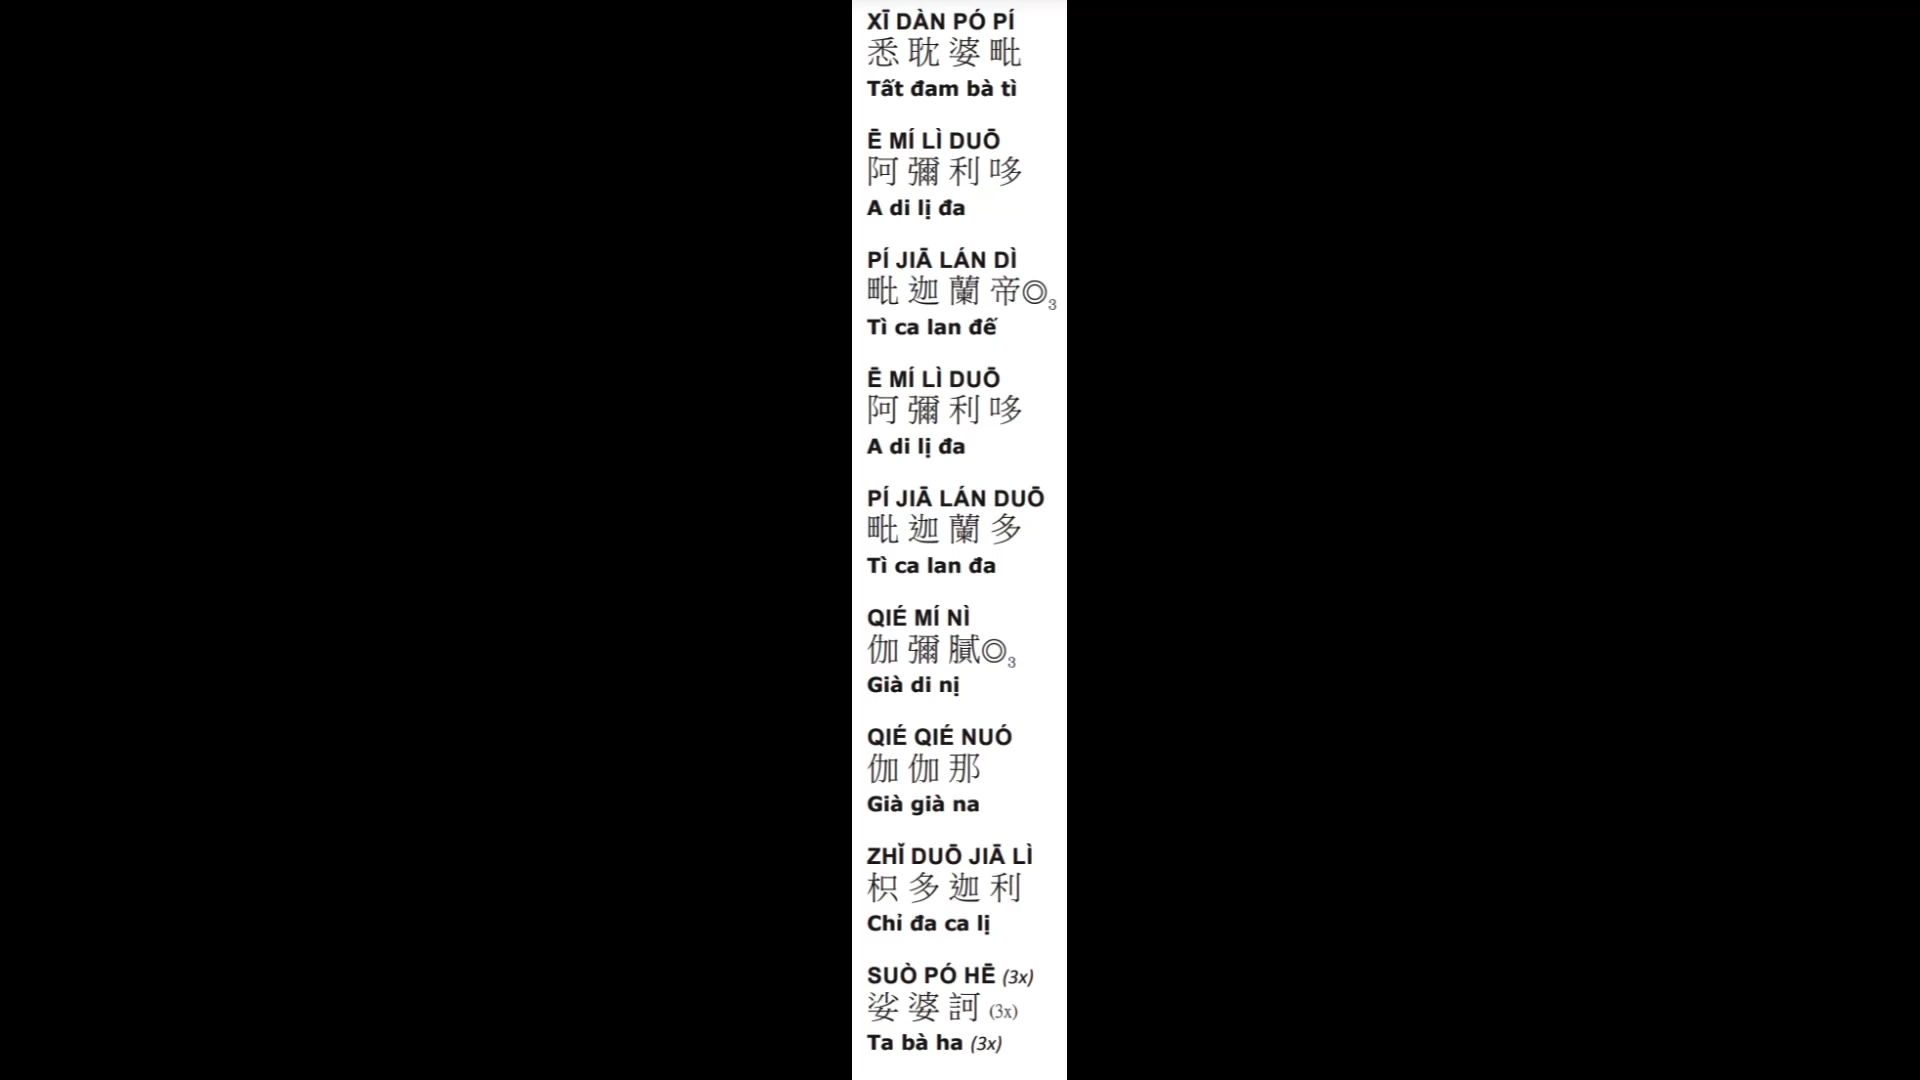 XĪ DÀN PÓ PÍ
悉 耽 婆 毗
Tất đam bà tì
Ē MÍ LÌ DUŌ
阿 彌 利 哆
A di lị đa
PÍ JIĀ LÁN DÌ
毗 迦 蘭 帝◎3
Tì ca lan đế
Ē MÍ LÌ DUŌ
阿 彌 利 哆
A di lị đa
PÍ JIĀ LÁN DUŌ
毗 迦 蘭 多
Tì ca lan đa
QIÉ MÍ NÌ
伽 彌 膩◎3
Già di nị
QIÉ QIÉ NUÓ
伽 伽 那
Già già na
ZHǏ DUŌ JIĀ LÌ
枳 多 迦 利
Chỉ đa ca lị
SUÒ PÓ HĒ (3x)
娑 婆 訶 (3x)
Ta bà ha (3x)